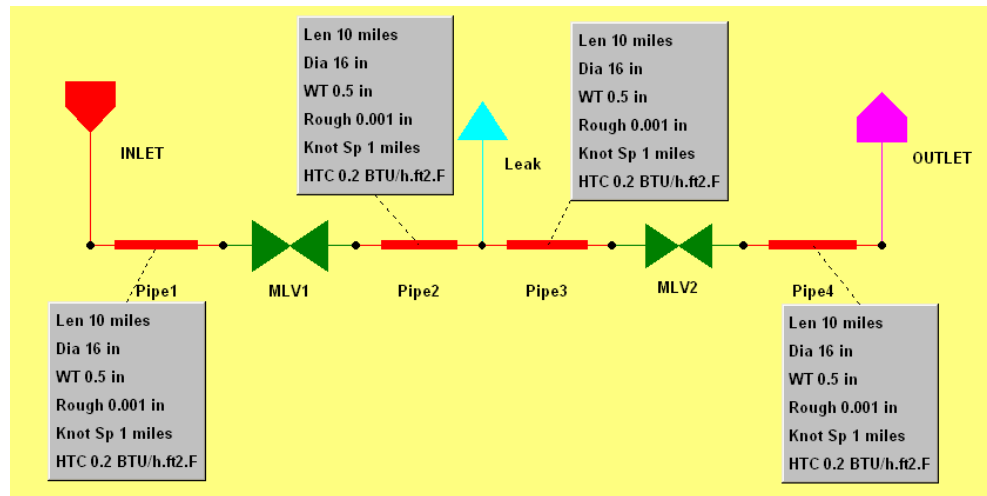 Len 10 miles
Dia 16 in
WT 0.5 in
Rough 0.001 in
Knot Sp 1 miles
HTC 0.2 BTU/h.ft2.F
Len 10 miles
Dia 16 in
WT 0.5 in
Rough 0.001 in
Knot Sp 1 miles
HTC 0.2 BTU/h.ft2.F
INLET
Leak
OUTLET
Pipe1
MLV1
Pipe2
Pipe3
MLV2
Pipe4
Len 10 miles
Dia 16 in
WT 0.5 in
Rough 0.001 in
Knot Sp 1 miles
HTC 0.2 BTU/h.ft2.F
Len 10 miles
Dia 16 in
WT 0.5 in
Rough 0.001 in
Knot Sp 1 miles
HTC 0.2 BTU/h.ft2.F